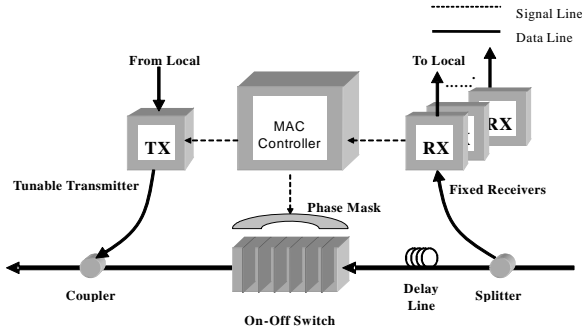 Signal Line
Data Line
From Local
To Local
.......
TX
MAC
Controller
RX
RX
Tunable Transmitter
Fixed Receivers
Phase Mask
Coupler
Delay
Line
Splitter
On-Off Switch